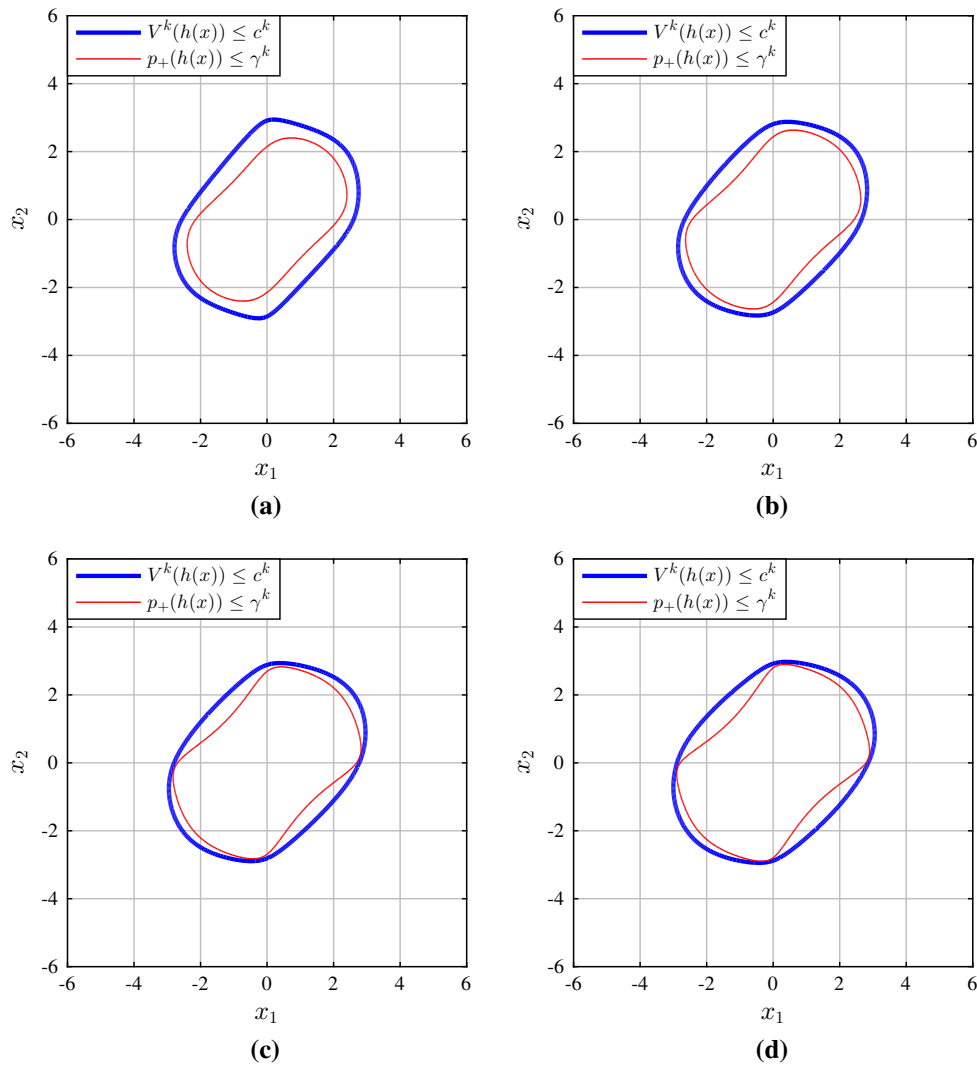 6
4
2
0
-2
-4
-6
-6 -4 -2 0 2 4 6
x_2
x_1
V^k(h(x)) ≤ c^k
p_+(h(x)) ≤ γ^k
(a)
6
4
2
0
-2
-4
-6
-6 -4 -2 0 2 4 6
x_2
x_1
V^k(h(x)) ≤ c^k
p_+(h(x)) ≤ γ^k
(b)
6
4
2
0
-2
-4
-6
-6 -4 -2 0 2 4 6
x_2
x_1
V^k(h(x)) ≤ c^k
p_+(h(x)) ≤ γ^k
(c)
6
4
2
0
-2
-4
-6
-6 -4 -2 0 2 4 6
x_2
x_1
V^k(h(x)) ≤ c^k
p_+(h(x)) ≤ γ^k
(d)